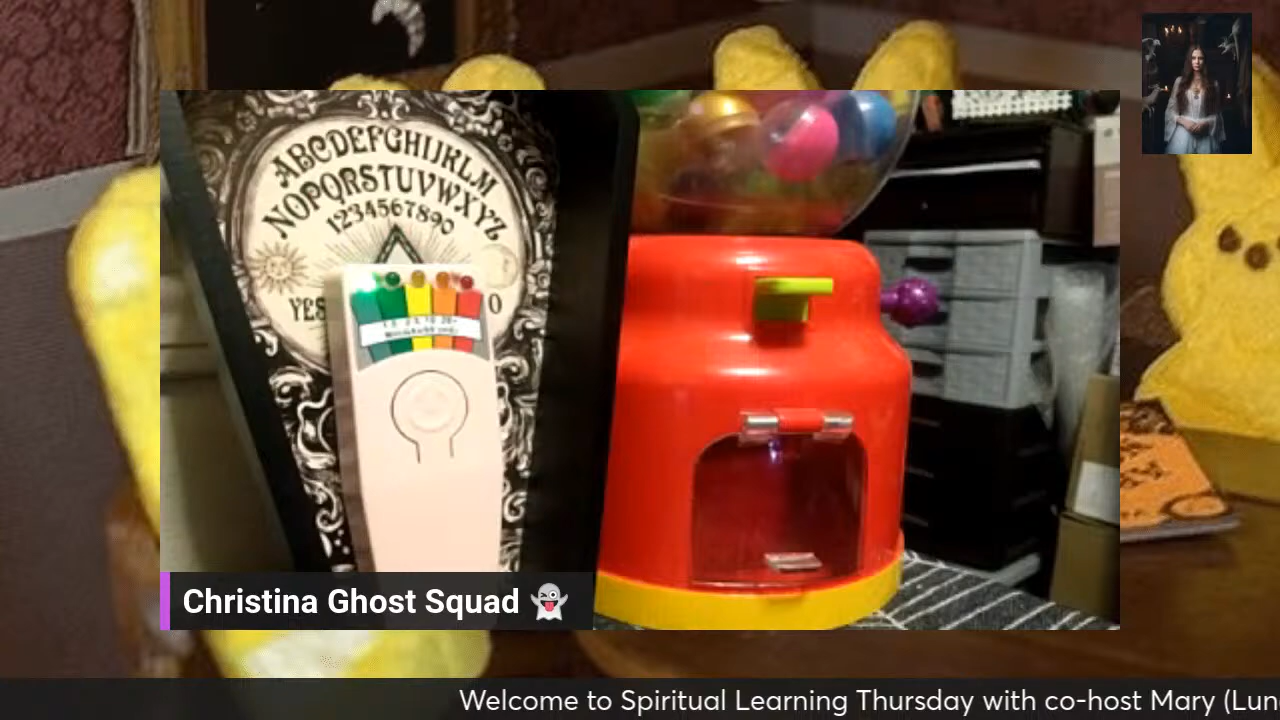 ABCDEFGHIJKLM
NOPQRSTUVWXYZ
1234567890
YES
O
Christina Ghost Squad 👻
Welcome to Spiritual Learning Thursday with co-host Mary (Lun